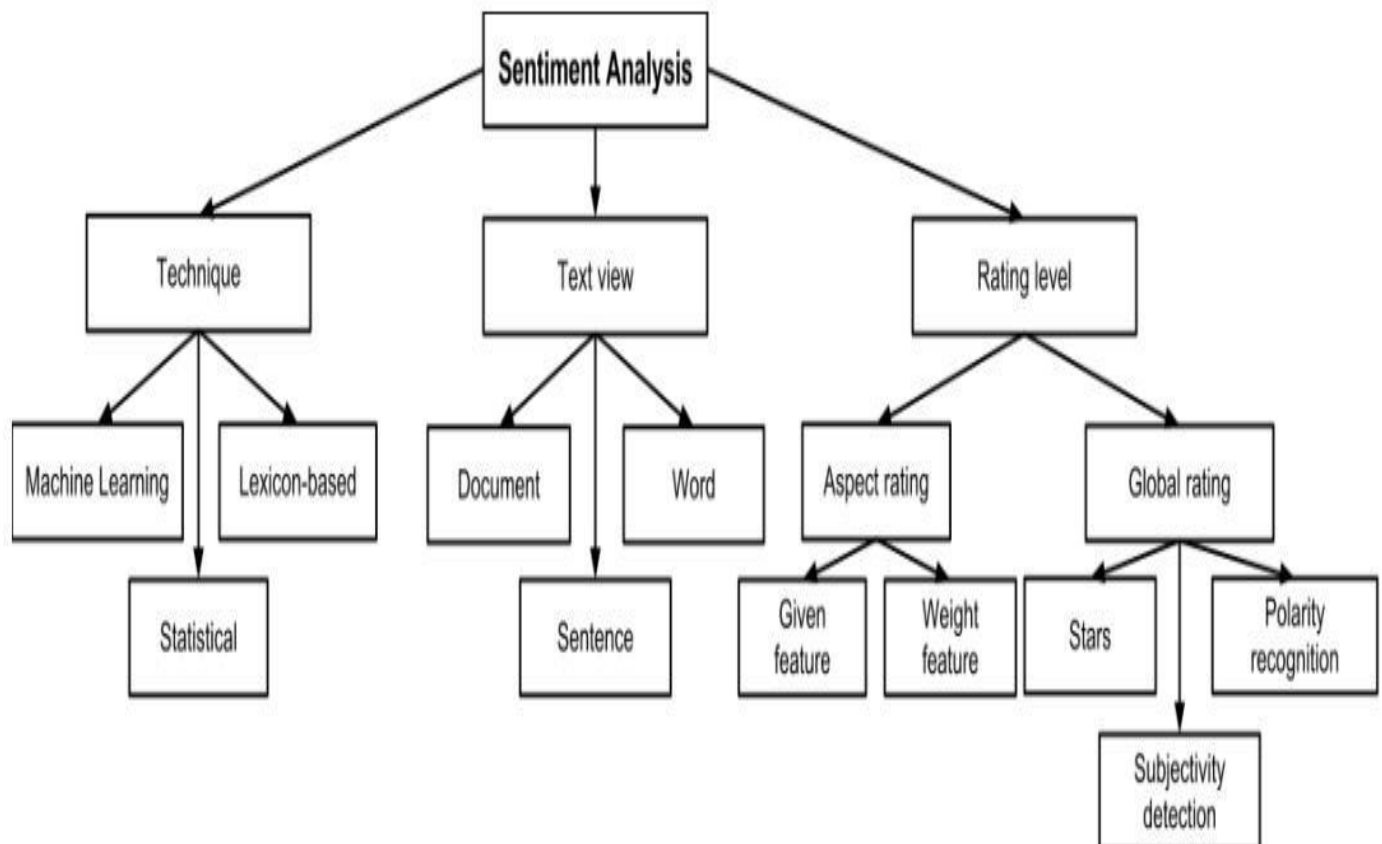 Sentiment Analysis
Technique
Text view
Rating level
Machine Learning
Lexicon-based
Document
Word
Aspect rating
Global rating
Statistical
Sentence
Given
feature
Weight
feature
Stars
Polarity
recognition
Subjectivity
detection